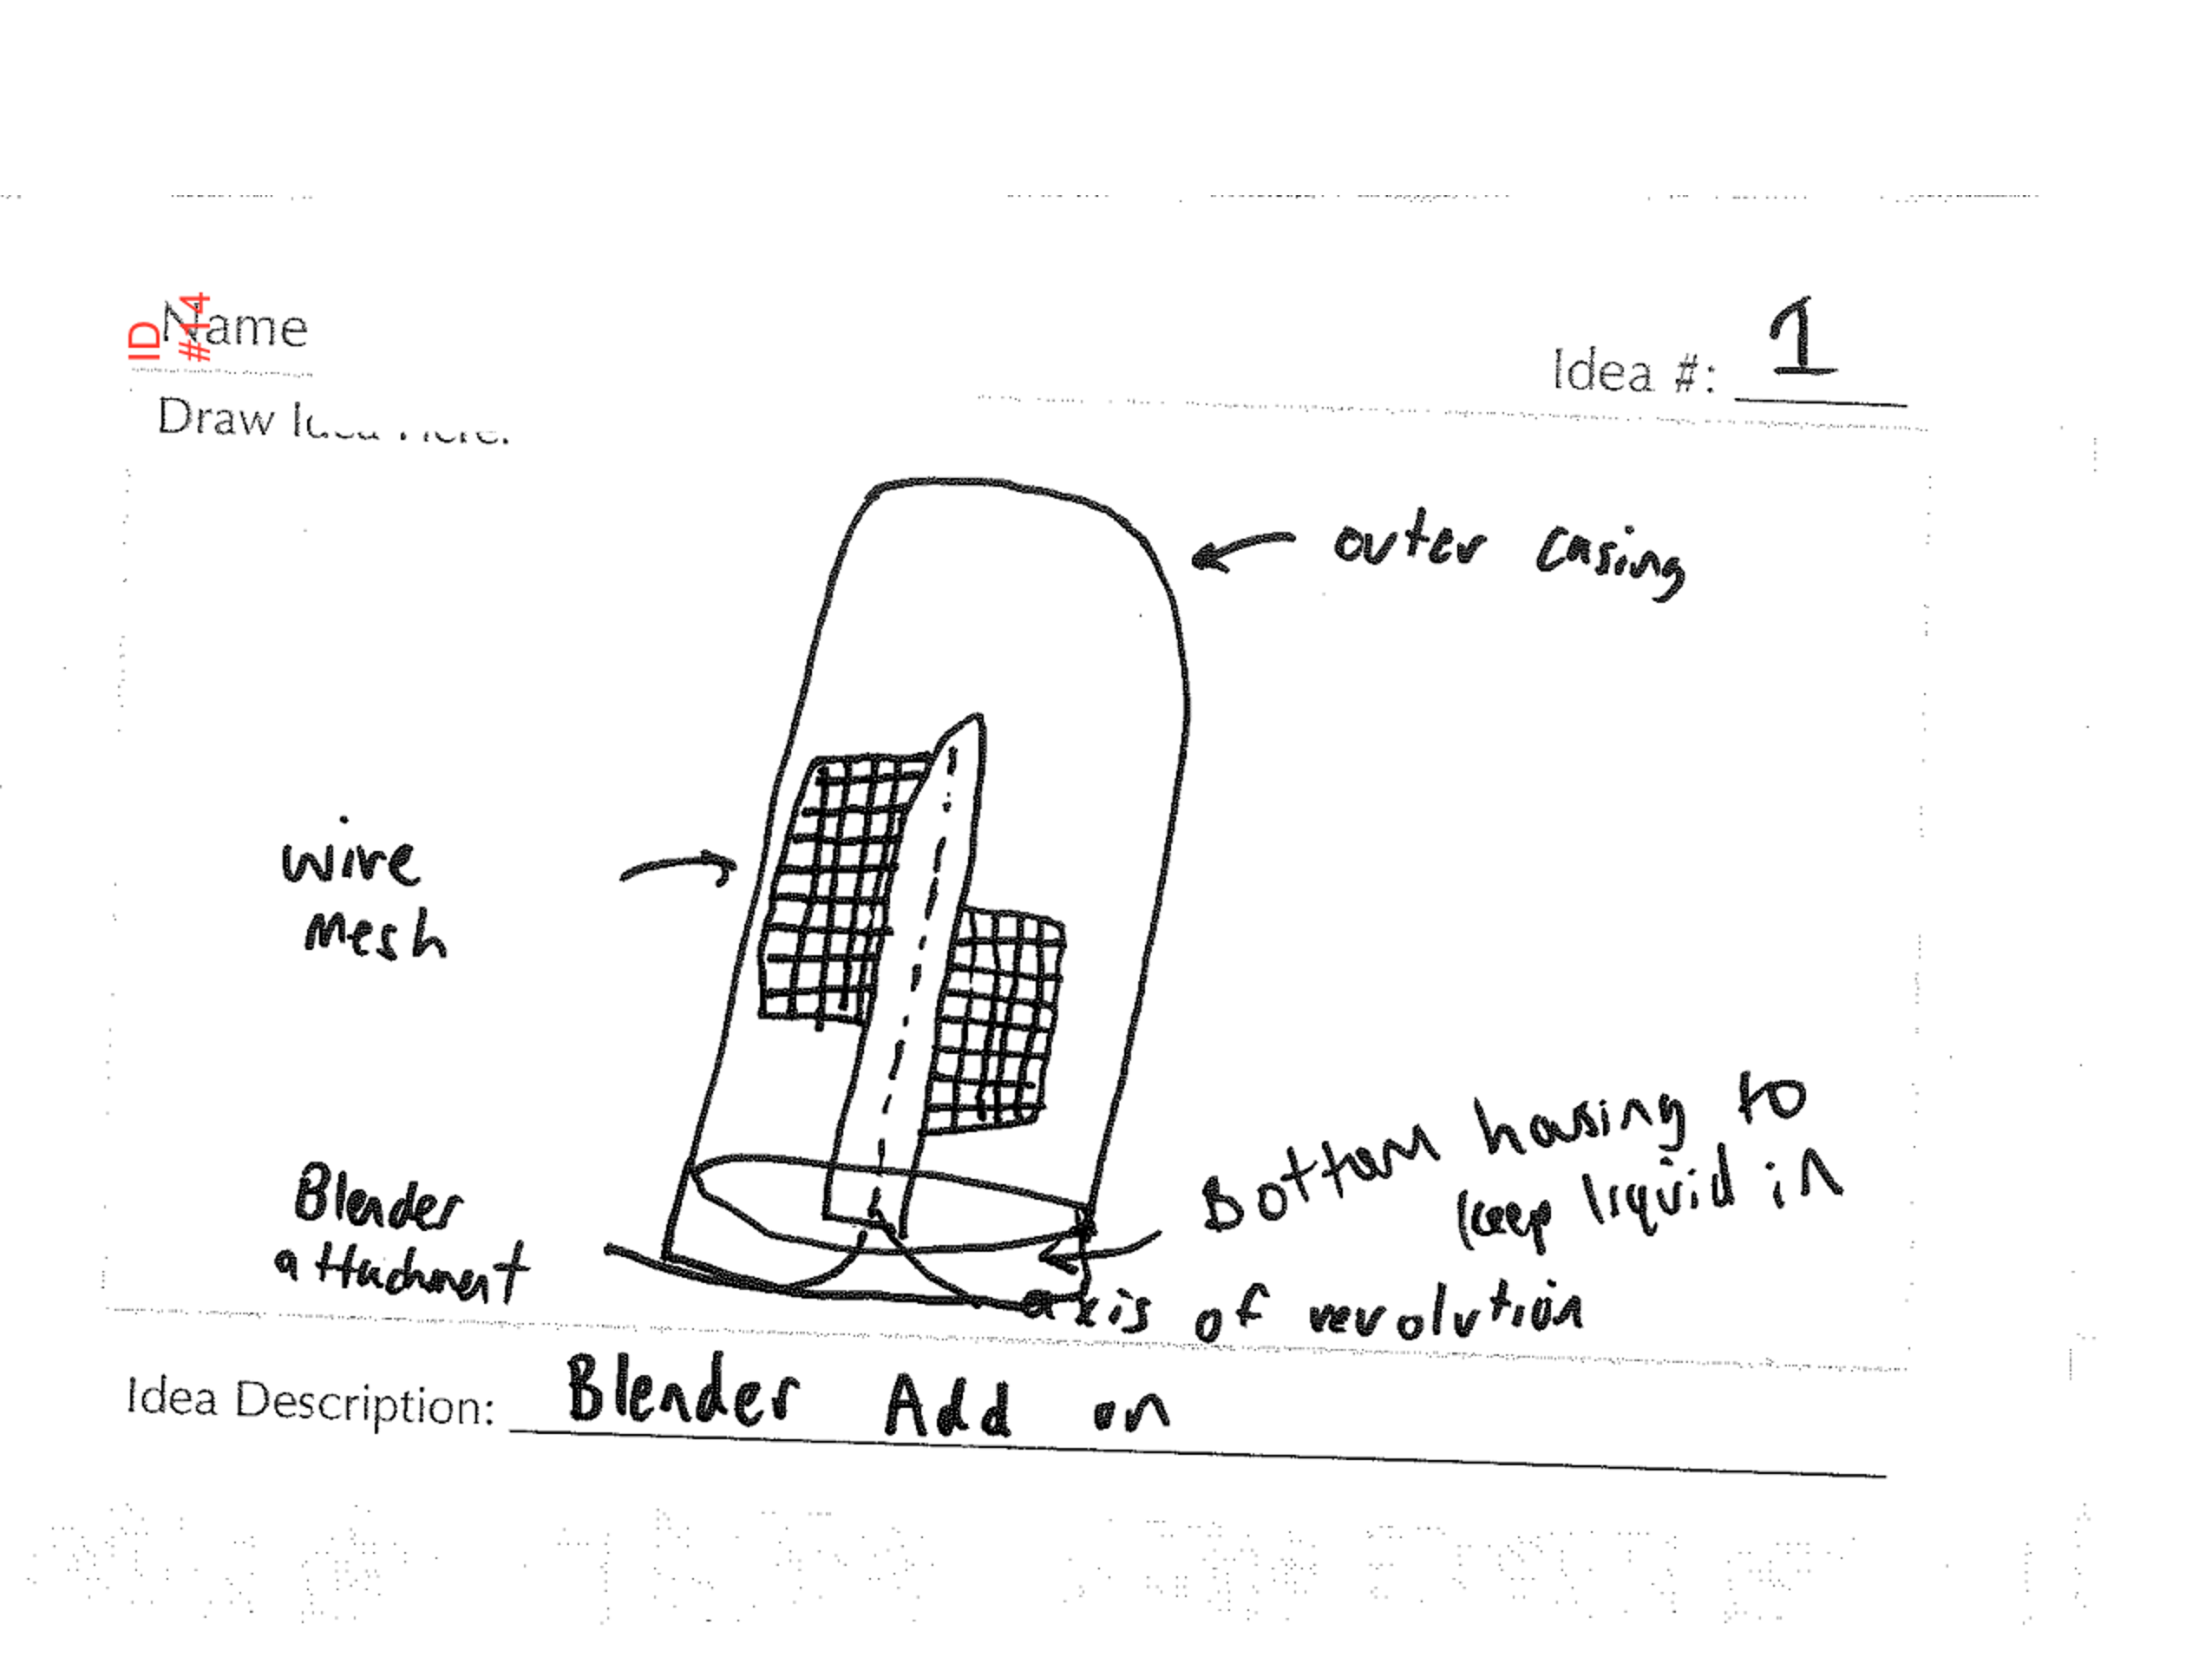 ID
#14
Name
Idea #: 1
Draw Idea Here:
outer casing
wire
mesh
Bottom housing to
keep liquid in
Blender
attachment
axis of revolution
Idea Description: Blender Add on